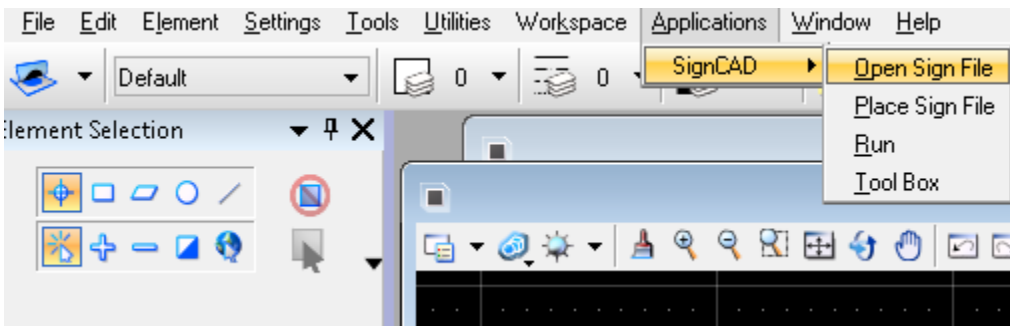 File Edit Element Settings Tools Utilities Workspace Applications Window Help
Default 0 0 SignCAD Open Sign File
Place Sign File
Element Selection
Run
Tool Box